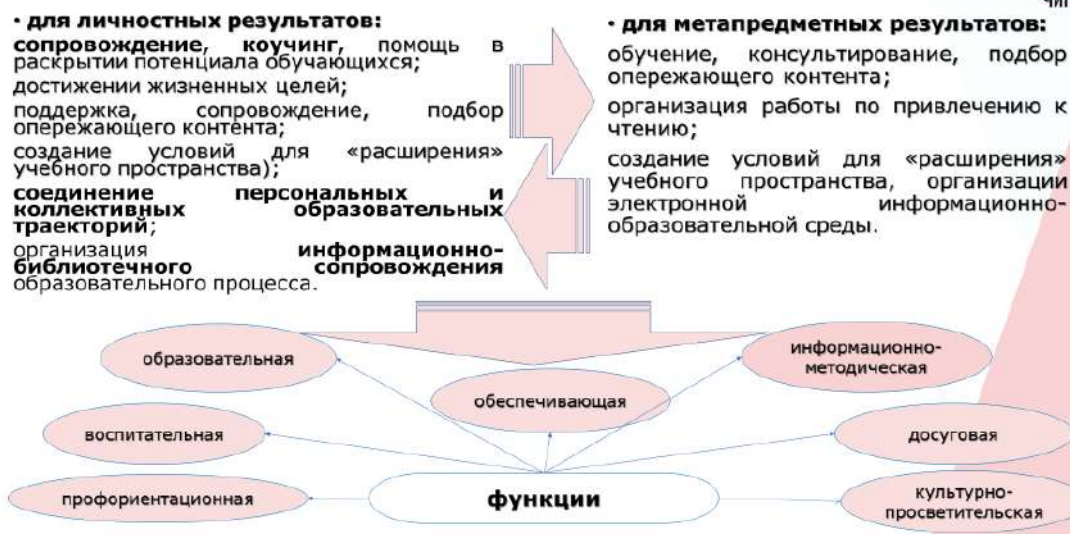 • для личностных результатов:
сопровождение, коучинг, помощь в
раскрытии потенциала обучающихся;
достижении жизненных целей;
поддержка, сопровождение, подбор
опережающего контента;
создание условий для «расширения»
учебного пространства);
соединение персональных и
коллективных образовательных
траекторий;
организация информационно-
библиотечного сопровождения
образовательного процесса.
• для метапредметных результатов:
обучение, консультирование, подбор
опережающего контента;
организация работы по привлечению к
чтению;
создание условий для «расширения»
учебного пространства, организации
электронной информационно-
образовательной среды.
образовательная
информационно-
методическая
обеспечивающая
воспитательная
досуговая
профориентационная
функции
культурно-
просветительская